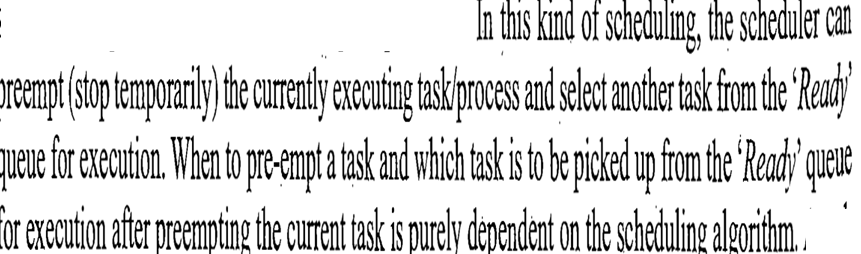 In this kind of scheduling, the scheduler can
preempt (stop temporarily) the currently executing task/process and select another task from the ‘Ready’
queue for execution. When to pre-empt a task and which task is to be picked up from the ‘Ready’ queue
for execution after preempting the current task is purely dependent on the scheduling algorithm.